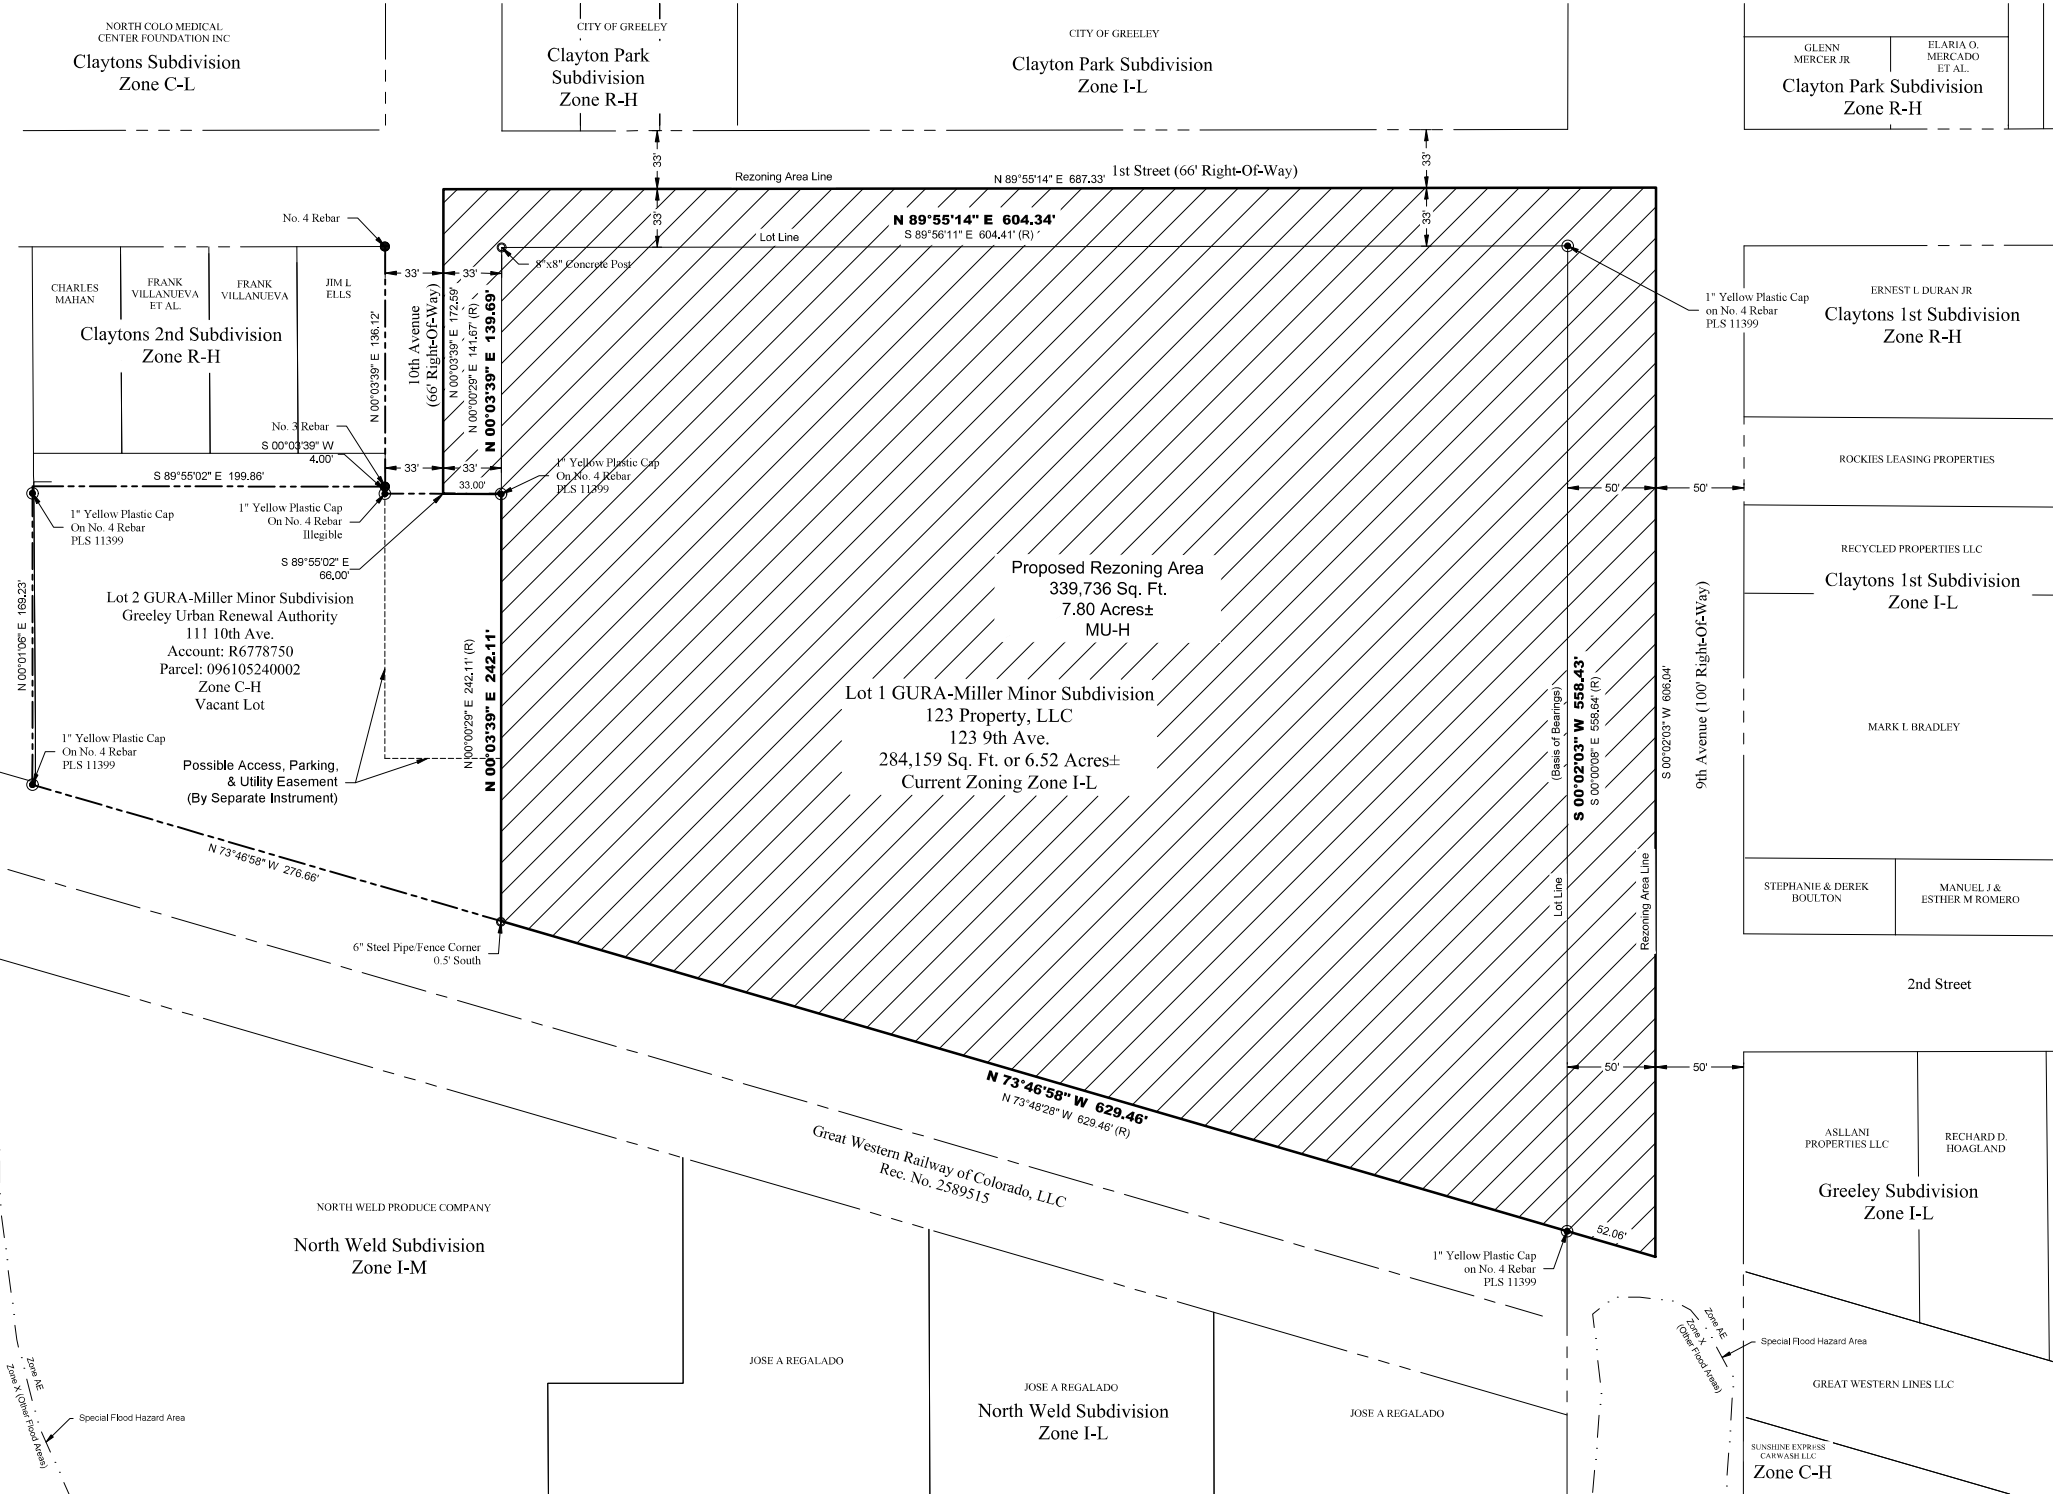 NORTH COLO MEDICAL
CENTER FOUNDATION INC
Claytons Subdivision
Zone C-L
CITY OF GREELEY
Clayton Park
Subdivision
Zone R-H
CITY OF GREELEY
Clayton Park Subdivision
Zone I-L
GLENN
MERCER JR
ELARIA O.
MERCADO
ET AL.
Clayton Park Subdivision
Zone R-H
33'
33'
Rezoning Area Line
N 89°55'14" E 687.33'
1st Street (66' Right-Of-Way)
33'
33'
N 89°55'14" E 604.34'
S 89°56'11" E 604.41' (R)
Lot Line
No. 4 Rebar
8"x8" Concrete Post
33'
33'
CHARLES
MAHAN
FRANK
VILLANUEVA
ET AL.
FRANK
VILLANUEVA
JIM L
ELLS
Claytons 2nd Subdivision
Zone R-H
N 00°03'39" E 136.12'
10th Avenue
(66' Right-Of-Way)
N 00°03'39" E 172.59'
N 00°00'29" E 141.67' (R)
N 00°03'39" E 139.69'
1" Yellow Plastic Cap
on No. 4 Rebar
PLS 11399
ERNEST L DURAN JR
Claytons 1st Subdivision
Zone R-H
No. 3 Rebar
S 00°03'39" W
4.00'
33'
33'
33.00'
1" Yellow Plastic Cap
On No. 4 Rebar
PLS 11399
S 89°55'02" E 199.86'
ROCKIES LEASING PROPERTIES
50'
50'
1" Yellow Plastic Cap
On No. 4 Rebar
PLS 11399
1" Yellow Plastic Cap
On No. 4 Rebar
Illegible
S 89°55'02" E
66.00'
RECYCLED PROPERTIES LLC
Claytons 1st Subdivision
Zone I-L
Proposed Rezoning Area
339,736 Sq. Ft.
7.80 Acres±
MU-H
N 00°01'06" E 169.23'
Lot 2 GURA-Miller Minor Subdivision
Greeley Urban Renewal Authority
111 10th Ave.
Account: R6778750
Parcel: 096105240002
Zone C-H
Vacant Lot
N 00°00'29" E 242.11' (R)
N 00°03'39" E 242.11'
Lot 1 GURA-Miller Minor Subdivision
123 Property, LLC
123 9th Ave.
284,159 Sq. Ft. or 6.52 Acres±
Current Zoning Zone I-L
(Basis of Bearings)
S 00°02'03" W 558.43'
S 00°00'08" E 558.64' (R)
S 00°02'03" W 606.04'
9th Avenue (100' Right-Of-Way)
MARK L BRADLEY
1" Yellow Plastic Cap
On No. 4 Rebar
PLS 11399
Possible Access, Parking,
& Utility Easement
(By Separate Instrument)
N 73°46'58" W 276.66'
Lot Line
Rezoning Area Line
STEPHANIE & DEREK
BOULTON
MANUEL J &
ESTHER M ROMERO
6" Steel Pipe/Fence Corner
0.5' South
2nd Street
50'
50'
N 73°46'58" W 629.46'
N 73°48'28" W 629.46' (R)
Great Western Railway of Colorado, LLC
Rec. No. 2589515
ASLLANI
PROPERTIES LLC
RECHARD D.
HOAGLAND
Greeley Subdivision
Zone I-L
NORTH WELD PRODUCE COMPANY
North Weld Subdivision
Zone I-M
52.06'
1" Yellow Plastic Cap
on No. 4 Rebar
PLS 11399
Zone AE
Zone X
(Other Flood Areas)
Special Flood Hazard Area
JOSE A REGALADO
JOSE A REGALADO
North Weld Subdivision
Zone I-L
JOSE A REGALADO
GREAT WESTERN LINES LLC
Zone AE
Zone X (Other Flood Areas)
Special Flood Hazard Area
SUNSHINE EXPRESS
CARWASH LLC
Zone C-H